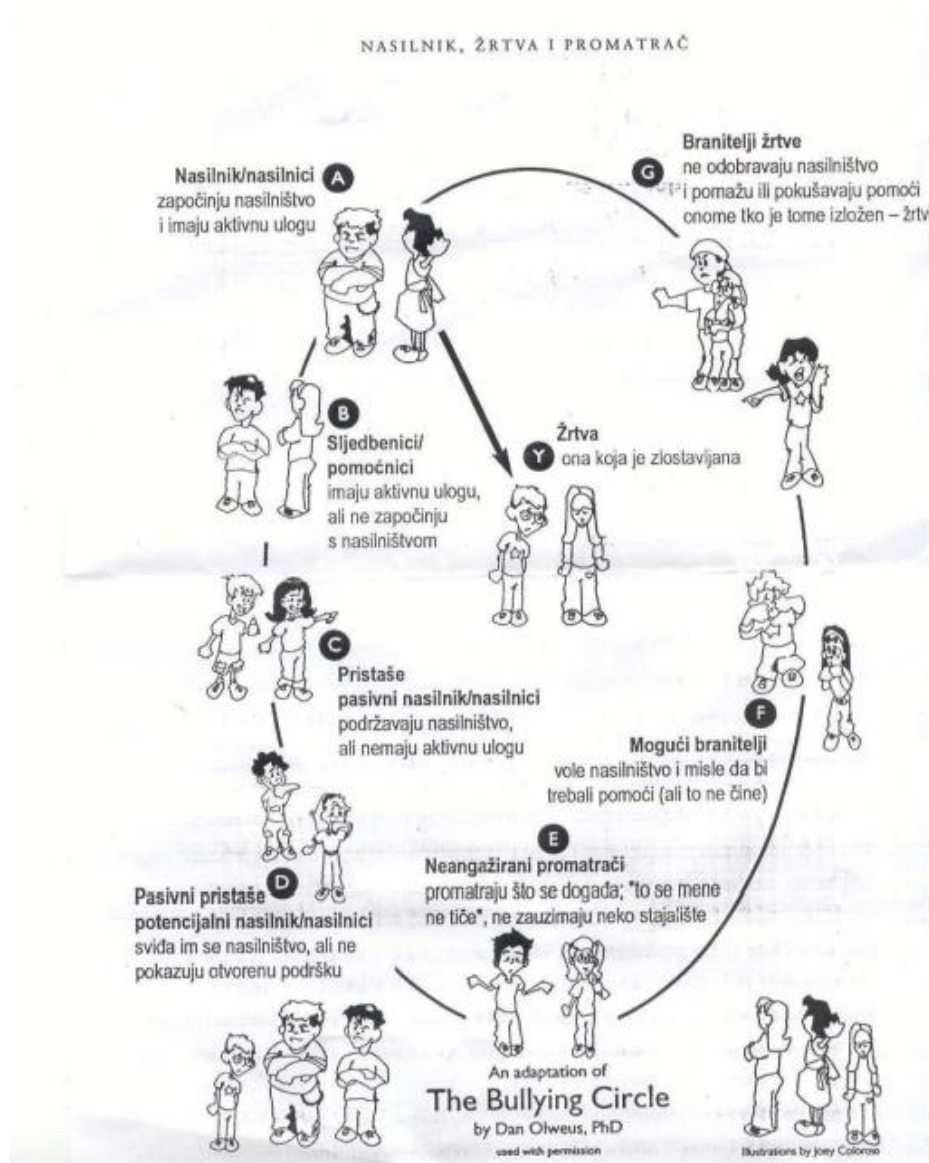 NASILNIK, ŽRTVA I PROMATRAČ
Nasilnik/nasilnici
započinju nasilništvo
i imaju aktivnu ulogu
A
G
Branitelji žrtve
ne odobravaju nasilništvo
i pomažu ili pokušavaju pomoći
onome tko je tome izložen – žrtv
B
Sljedbenici/
pomoćnici
imaju aktivnu ulogu,
ali ne započinju
s nasilništvom
Y
Žrtva
ona koja je zlostavljana
C
Pristaše
pasivni nasilnik/nasilnici
podržavaju nasilništvo,
ali nemaju aktivnu ulogu
F
Mogući branitelji
vole nasilništvo i misle da bi
trebali pomoći (ali to ne čine)
D
Pasivni pristaše
potencijalni nasilnik/nasilnici
sviđa im se nasilništvo, ali ne
pokazuju otvorenu podršku
E
Neangažirani promatrači
promatraju što se događa; "to se mene
ne tiče", ne zauzimaju neko stajalište
An adaptation of
The Bullying Circle
by Dan Olweus, PhD
used with permission
Illustrations by Joey Coloroso